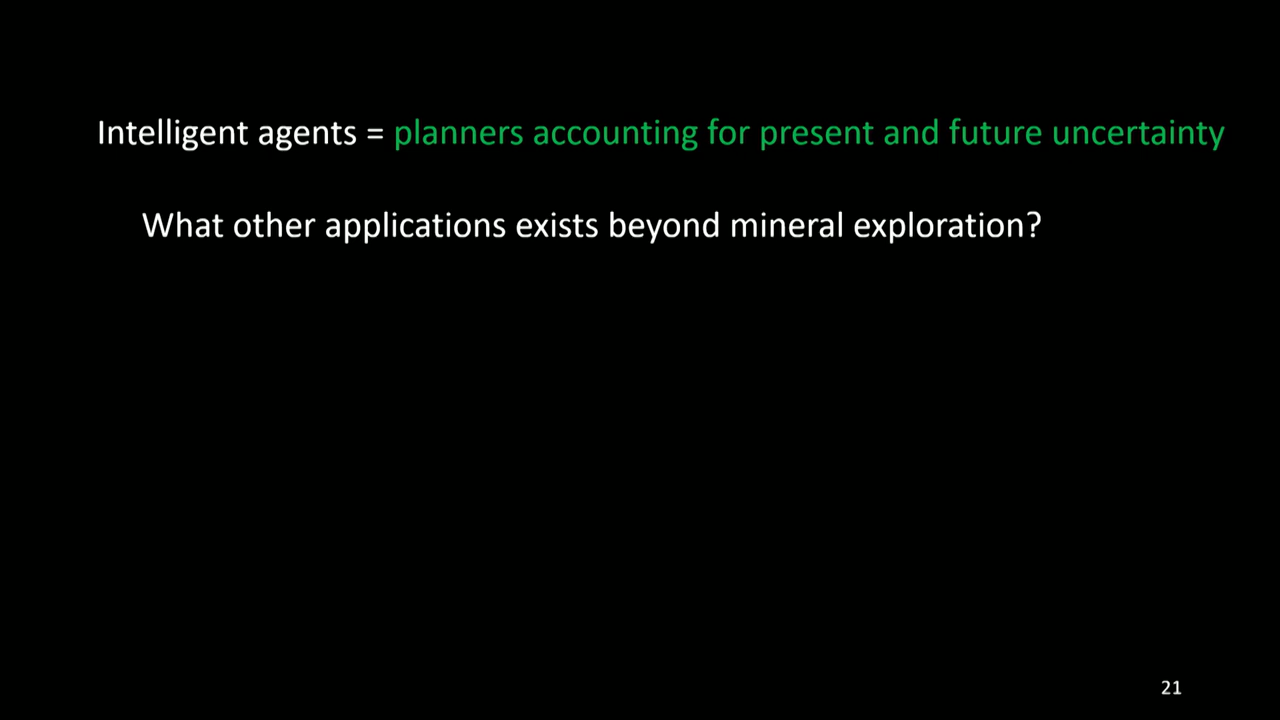 Intelligent agents = planners accounting for present and future uncertainty
What other applications exists beyond mineral exploration?
21